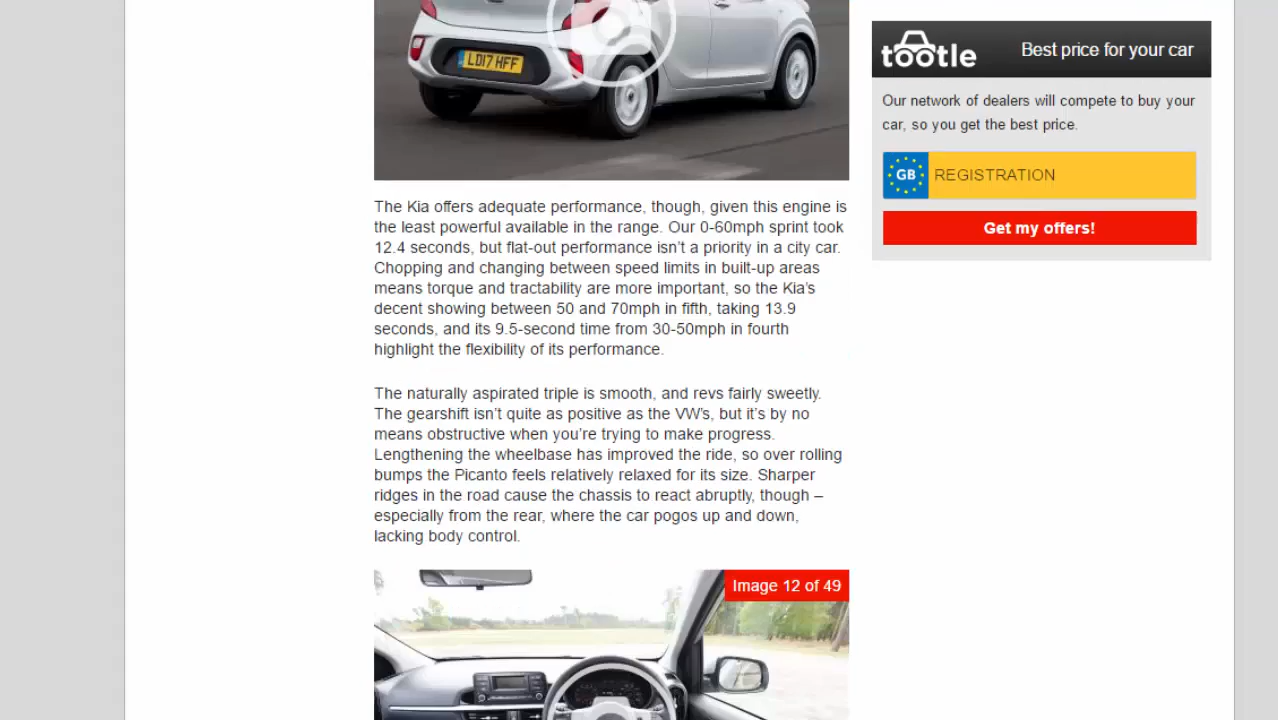 LD17 HFF
The Kia offers adequate performance, though, given this engine is
the least powerful available in the range. Our 0-60mph sprint took
12.4 seconds, but flat-out performance isn't a priority in a city car.
Chopping and changing between speed limits in built-up areas
means torque and tractability are more important, so the Kia's
decent showing between 50 and 70mph in fifth, taking 13.9
seconds, and its 9.5-second time from 30-50mph in fourth
highlight the flexibility of its performance.
The naturally aspirated triple is smooth, and revs fairly sweetly.
The gearshift isn't quite as positive as the VW's, but it's by no
means obstructive when you're trying to make progress.
Lengthening the wheelbase has improved the ride, so over rolling
bumps the Picanto feels relatively relaxed for its size. Sharper
ridges in the road cause the chassis to react abruptly, though –
especially from the rear, where the car pogos up and down,
lacking body control.
Image 12 of 49
tootle Best price for your car
Our network of dealers will compete to buy your
car, so you get the best price.
GB REGISTRATION
Get my offers!